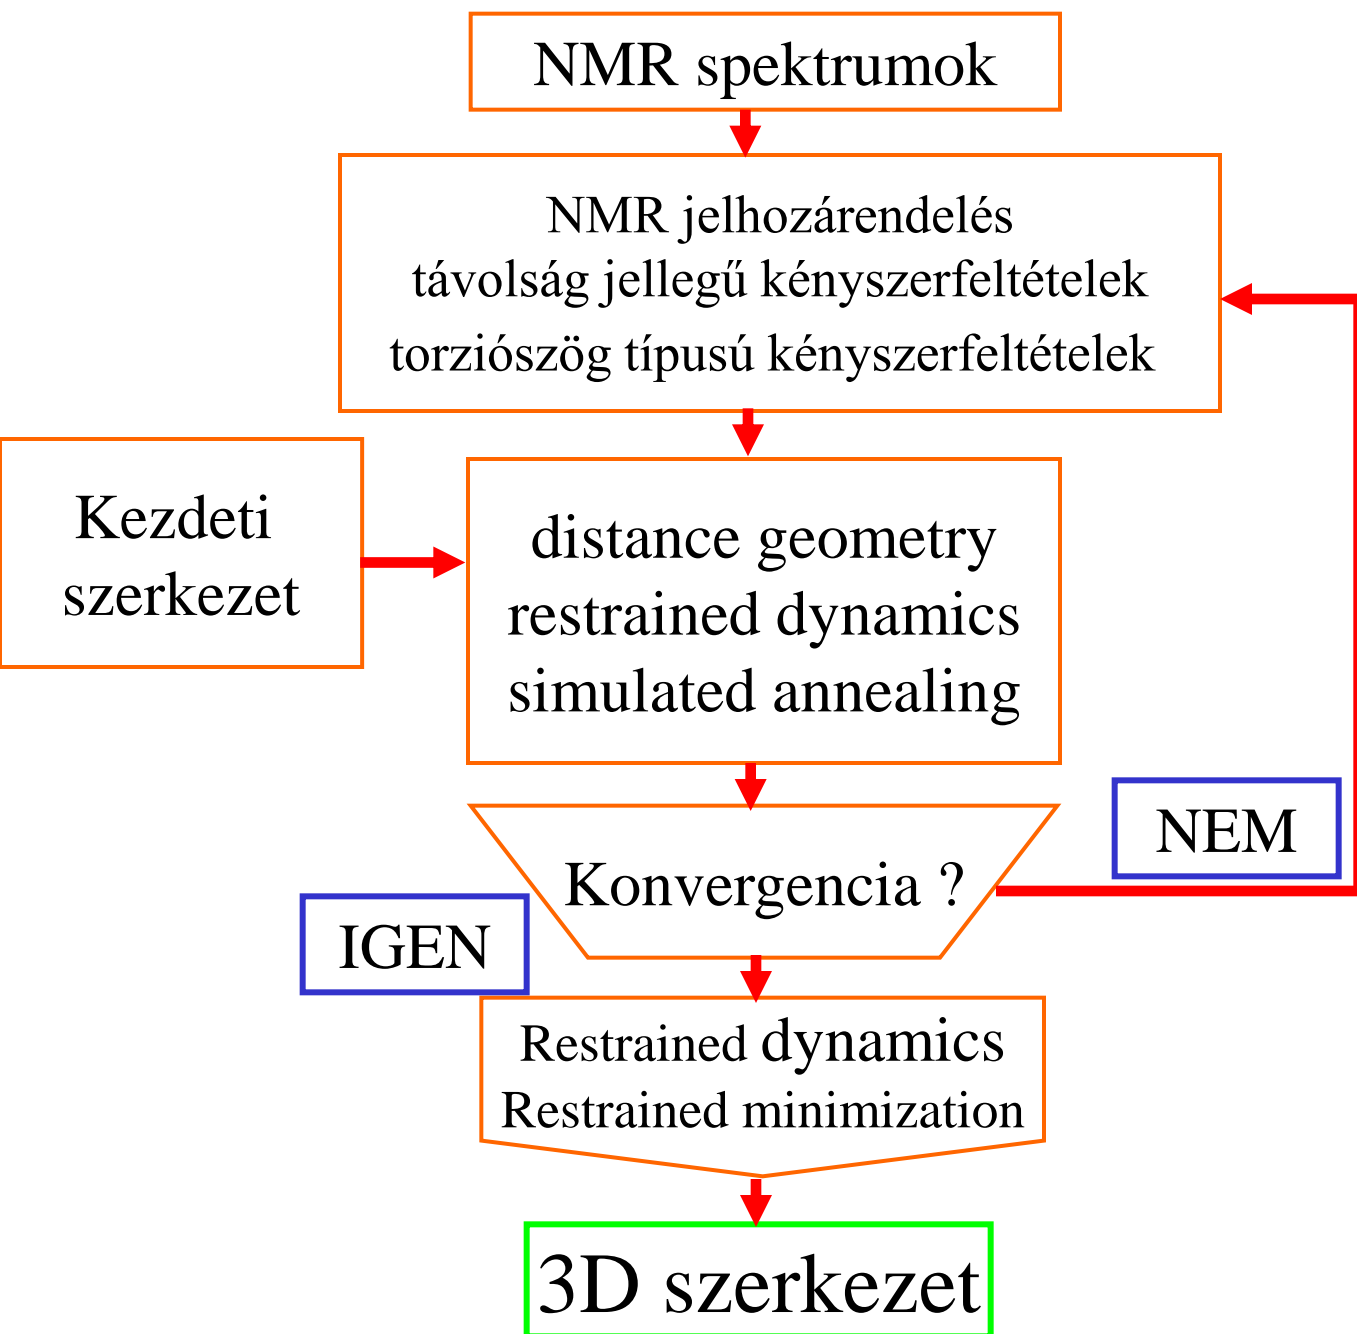 NMR spektrumok
NMR jelhozárendelés
távolság jellegű kényszerfeltételek
torziószög típusú kényszerfeltételek
Kezdeti
szerkezet
distance geometry
restrained dynamics
simulated annealing
Konvergencia ?
NEM
IGEN
Restrained dynamics
Restrained minimization
3D szerkezet